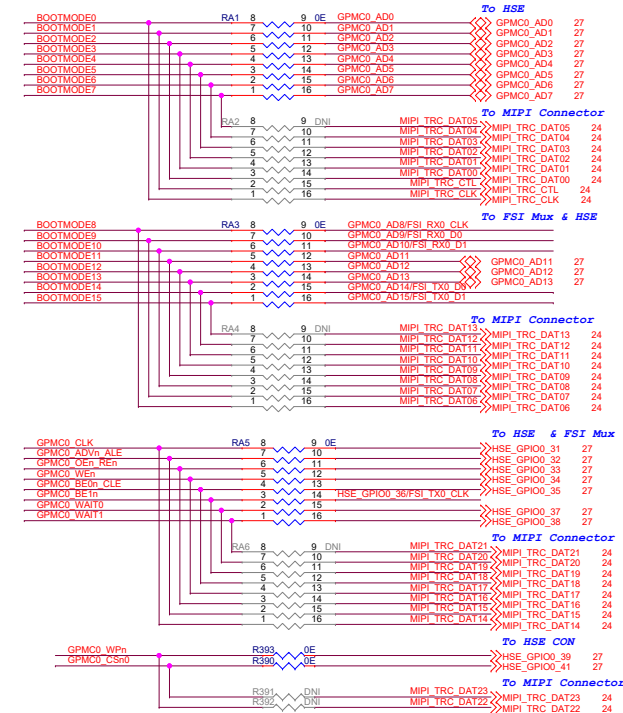 To HSE
BOOTMODE0 RA1 8 9 0E GPMC0_AD0 GPMC0_AD0 27
BOOTMODE1 7 10 GPMC0_AD1 GPMC0_AD1 27
BOOTMODE2 6 11 GPMC0_AD2 GPMC0_AD2 27
BOOTMODE3 5 12 GPMC0_AD3 GPMC0_AD3 27
BOOTMODE4 4 13 GPMC0_AD4 GPMC0_AD4 27
BOOTMODE5 3 14 GPMC0_AD5 GPMC0_AD5 27
BOOTMODE6 2 15 GPMC0_AD6 GPMC0_AD6 27
BOOTMODE7 1 16 GPMC0_AD7 GPMC0_AD7 27
To MIPI Connector
RA2 8 9 DNI MIPI_TRC_DAT05 MIPI_TRC_DAT05 24
7 10 MIPI_TRC_DAT04 MIPI_TRC_DAT04 24
6 11 MIPI_TRC_DAT03 MIPI_TRC_DAT03 24
5 12 MIPI_TRC_DAT02 MIPI_TRC_DAT02 24
4 13 MIPI_TRC_DAT01 MIPI_TRC_DAT01 24
3 14 MIPI_TRC_DAT00 MIPI_TRC_DAT00 24
2 15 MIPI_TRC_CTL MIPI_TRC_CTL 24
1 16 MIPI_TRC_CLK MIPI_TRC_CLK 24
To FSI Mux & HSE
BOOTMODE8 RA3 8 9 0E GPMC0_AD8/FSI_RX0_CLK
BOOTMODE9 7 10 GPMC0_AD9/FSI_RX0_D0
BOOTMODE10 6 11 GPMC0_AD10/FSI_RX0_D1
BOOTMODE11 5 12 GPMC0_AD11 GPMC0_AD11 27
BOOTMODE12 4 13 GPMC0_AD12 GPMC0_AD12 27
BOOTMODE13 3 14 GPMC0_AD13 GPMC0_AD13 27
BOOTMODE14 2 15 GPMC0_AD14/FSI_TX0_D0
BOOTMODE15 1 16 GPMC0_AD15/FSI_TX0_D1
To MIPI Connector
RA4 8 9 DNI MIPI_TRC_DAT13 MIPI_TRC_DAT13 24
7 10 MIPI_TRC_DAT12 MIPI_TRC_DAT12 24
6 11 MIPI_TRC_DAT11 MIPI_TRC_DAT11 24
5 12 MIPI_TRC_DAT10 MIPI_TRC_DAT10 24
4 13 MIPI_TRC_DAT09 MIPI_TRC_DAT09 24
3 14 MIPI_TRC_DAT08 MIPI_TRC_DAT08 24
2 15 MIPI_TRC_DAT07 MIPI_TRC_DAT07 24
1 16 MIPI_TRC_DAT06 MIPI_TRC_DAT06 24
To HSE & FSI Mux
GPMC0_CLK RA5 8 9 0E HSE_GPIO0_31 27
GPMC0_ADVn_ALE 7 10 HSE_GPIO0_32 27
GPMC0_OEn_REn 6 11 HSE_GPIO0_33 27
GPMC0_WEn 5 12 HSE_GPIO0_34 27
GPMC0_BE0n_CLE 4 13 HSE_GPIO0_35 27
GPMC0_BE1n 3 14 HSE_GPIO0_36/FSI_TX0_CLK
GPMC0_WAIT0 2 15 HSE_GPIO0_37 27
GPMC0_WAIT1 1 16 HSE_GPIO0_38 27
To MIPI Connector
RA6 8 9 DNI MIPI_TRC_DAT21 MIPI_TRC_DAT21 24
7 10 MIPI_TRC_DAT20 MIPI_TRC_DAT20 24
6 11 MIPI_TRC_DAT19 MIPI_TRC_DAT19 24
5 12 MIPI_TRC_DAT18 MIPI_TRC_DAT18 24
4 13 MIPI_TRC_DAT17 MIPI_TRC_DAT17 24
3 14 MIPI_TRC_DAT16 MIPI_TRC_DAT16 24
2 15 MIPI_TRC_DAT15 MIPI_TRC_DAT15 24
1 16 MIPI_TRC_DAT14 MIPI_TRC_DAT14 24
To HSE CON
GPMC0_WPn R393 0E HSE_GPIO0_39 27
GPMC0_CSn0 R390 0E HSE_GPIO0_41 27
To MIPI Connector
R391 DNI MIPI_TRC_DAT23 MIPI_TRC_DAT23 24
R392 DNI MIPI_TRC_DAT22 MIPI_TRC_DAT22 24